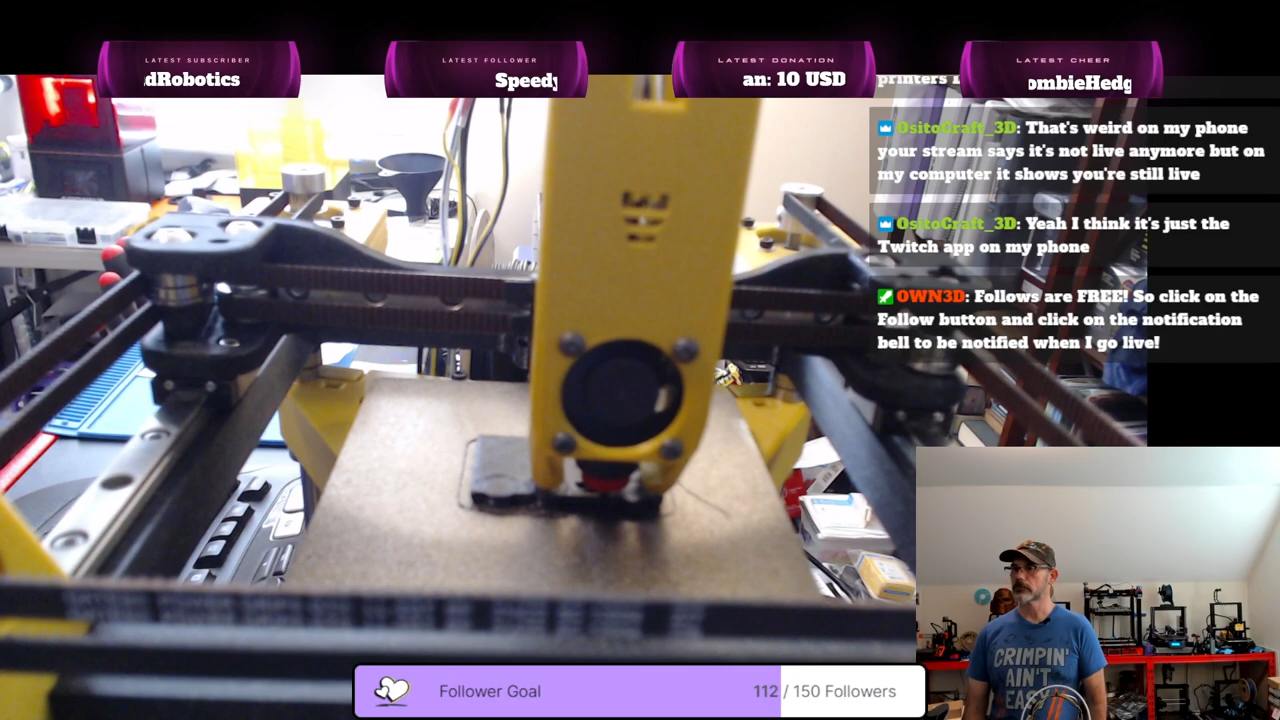 LATEST SUBSCRIBER
dRobotics
LATEST FOLLOWER
Speedy
LATEST DONATION
an: 10 USD
LATEST CHEER
ombieHedg
printers
OsitoCraft_3D: That's weird on my phone
your stream says it's not live anymore but on
my computer it shows you're still live
OsitoCraft_3D: Yeah I think it's just the
Twitch app on my phone
OWN3D: Follows are FREE! So click on the
Follow button and click on the notification
bell to be notified when I go live!
CRIMPIN'
AIN'T
EASY
Follower Goal
112 / 150 Followers